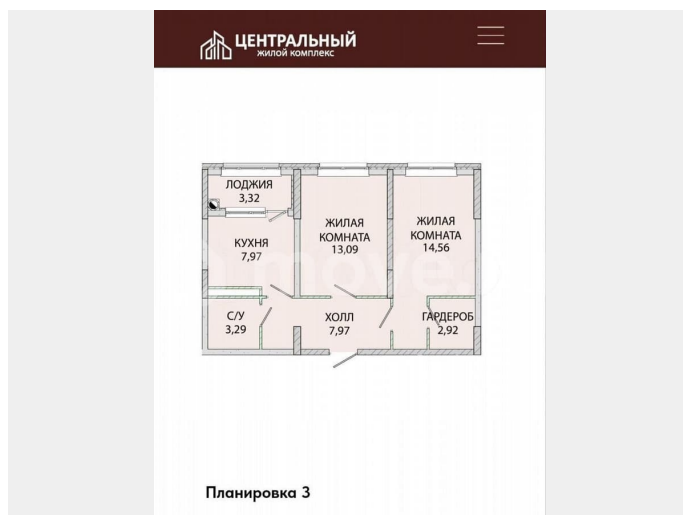 ЦЕНТРАЛЬНЫЙ
ЖИЛОЙ КОМПЛЕКС
ЛОДЖИЯ
3,32
КУХНЯ
7,97
ЖИЛАЯ
КОМНАТА
13,09
ЖИЛАЯ
КОМНАТА
14,56
С/У
3,29
ХОЛЛ
7,97
ГАРДЕРОБ
2,92
Планировка 3